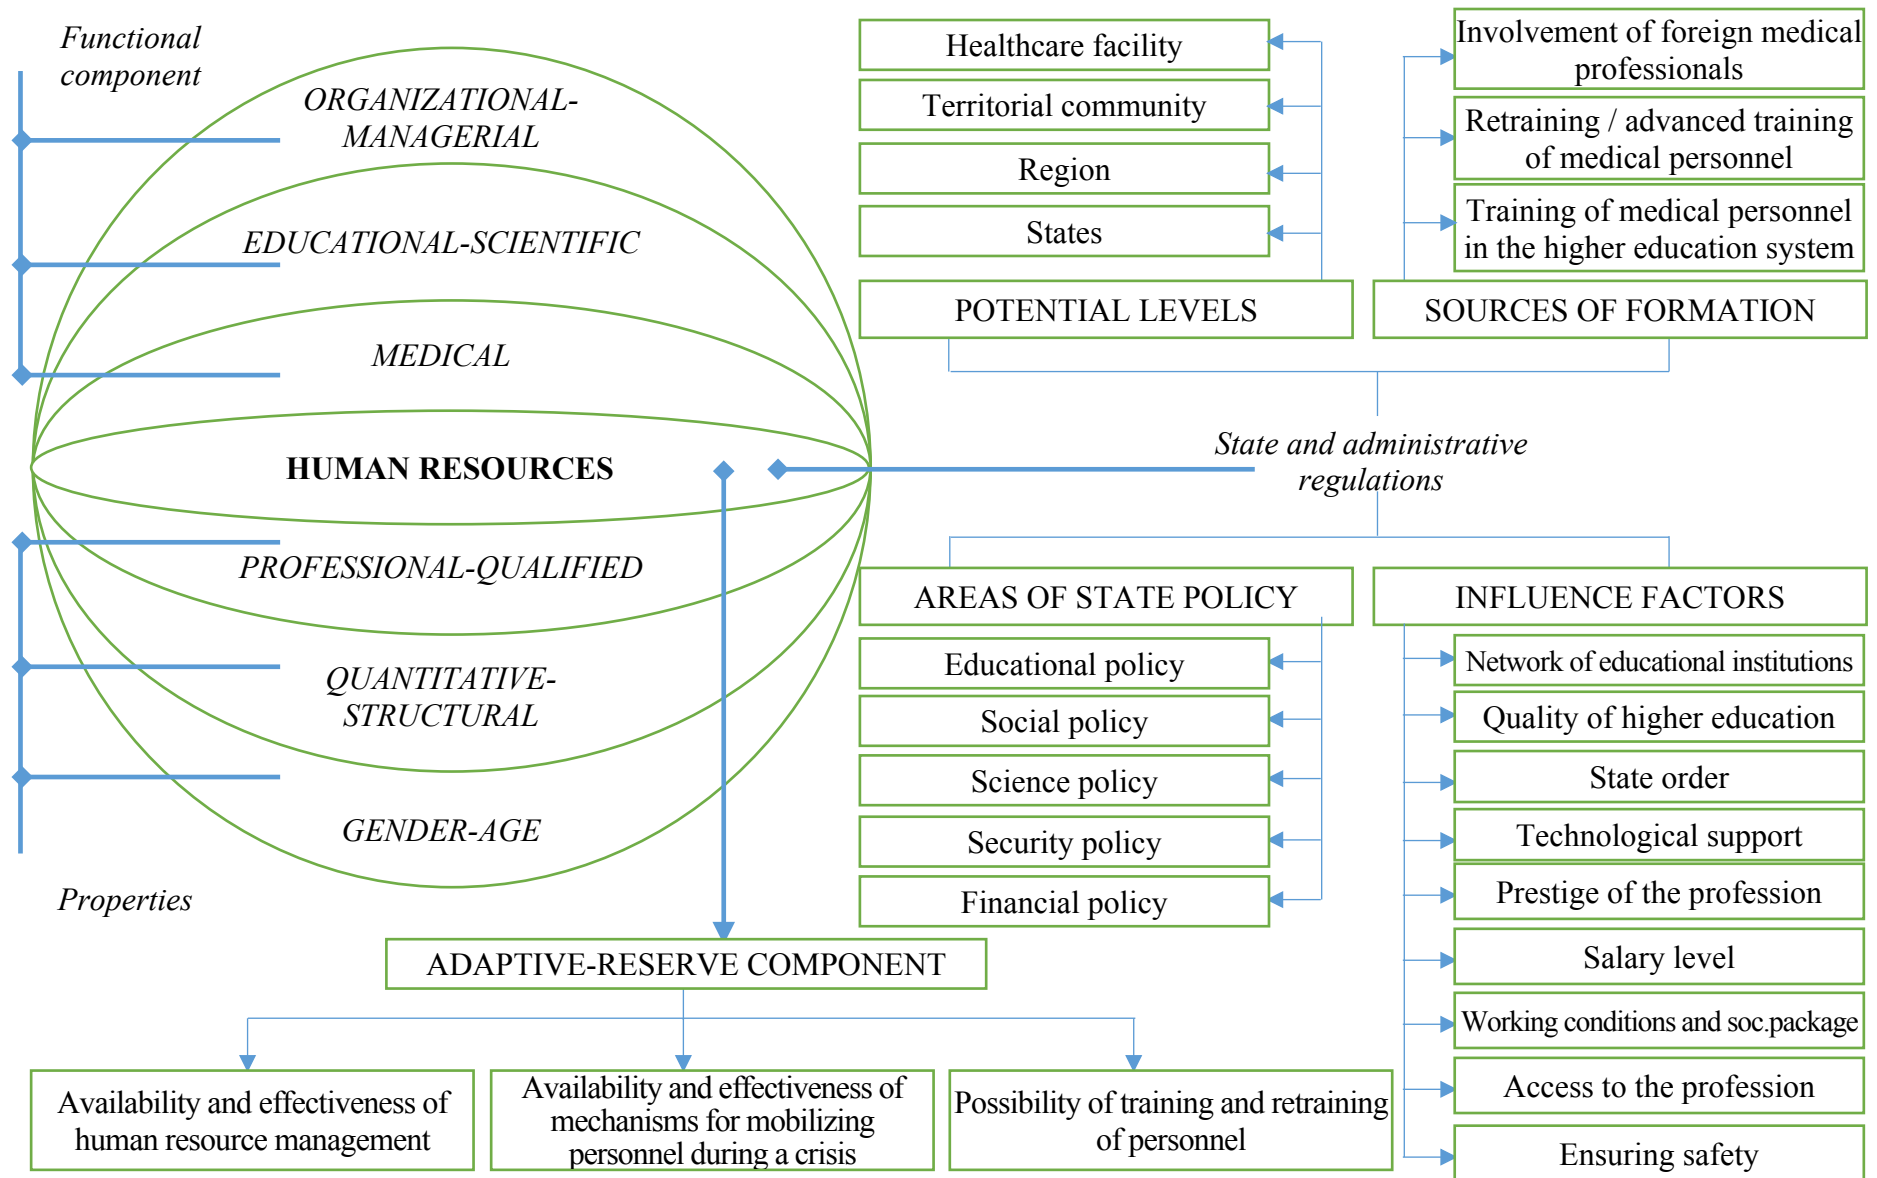 Functional
component
ORGANIZATIONAL-
MANAGERIAL
EDUCATIONAL-SCIENTIFIC
MEDICAL
HUMAN RESOURCES
PROFESSIONAL-QUALIFIED
QUANTITATIVE-
STRUCTURAL
GENDER-AGE
Properties
Healthcare facility
Territorial community
Region
States
POTENTIAL LEVELS
Involvement of foreign medical
professionals
Retraining / advanced training
of medical personnel
Training of medical personnel
in the higher education system
SOURCES OF FORMATION
State and administrative
regulations
AREAS OF STATE POLICY
Educational policy
Social policy
Science policy
Security policy
Financial policy
INFLUENCE FACTORS
Network of educational institutions
Quality of higher education
State order
Technological support
Prestige of the profession
Salary level
Working conditions and soc.package
Access to the profession
Ensuring safety
ADAPTIVE-RESERVE COMPONENT
Availability and effectiveness of
human resource management
Availability and effectiveness of
mechanisms for mobilizing
personnel during a crisis
Possibility of training and retraining
of personnel